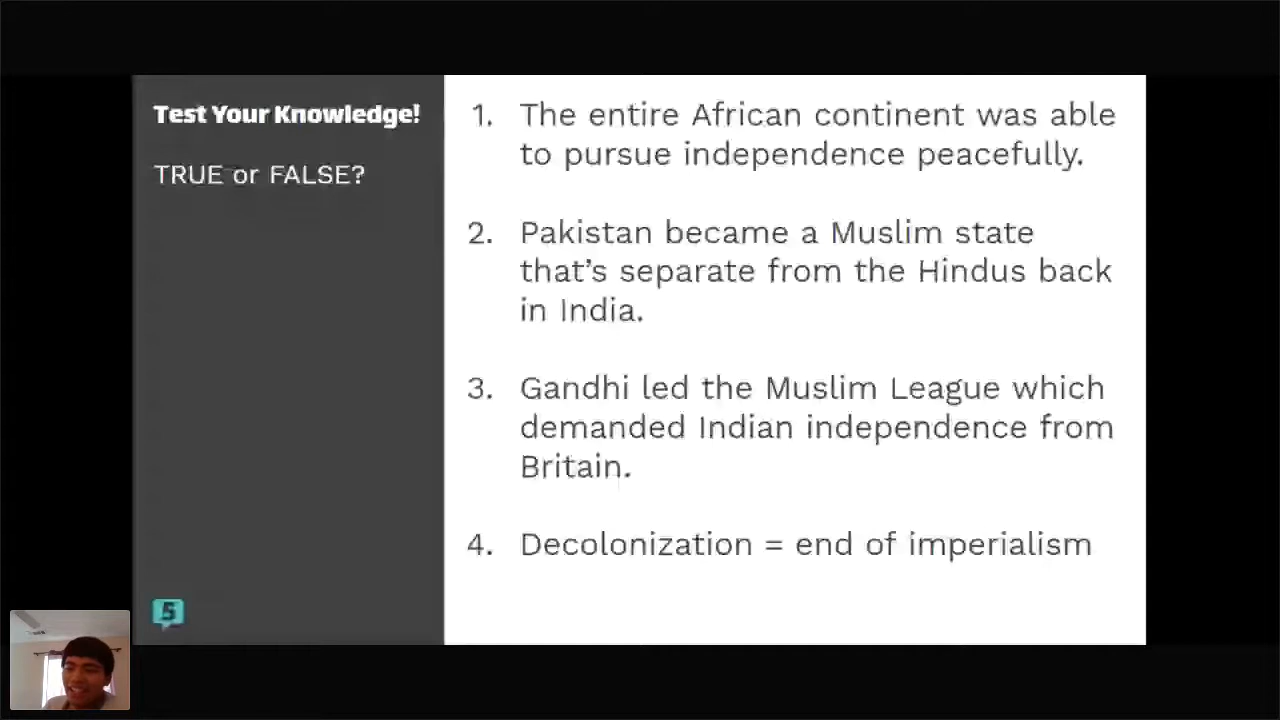 Test Your Knowledge!
TRUE or FALSE?
1. The entire African continent was able
to pursue independence peacefully.
2. Pakistan became a Muslim state
that's separate from the Hindus back
in India.
3. Gandhi led the Muslim League which
demanded Indian independence from
Britain.
4. Decolonization = end of imperialism
5